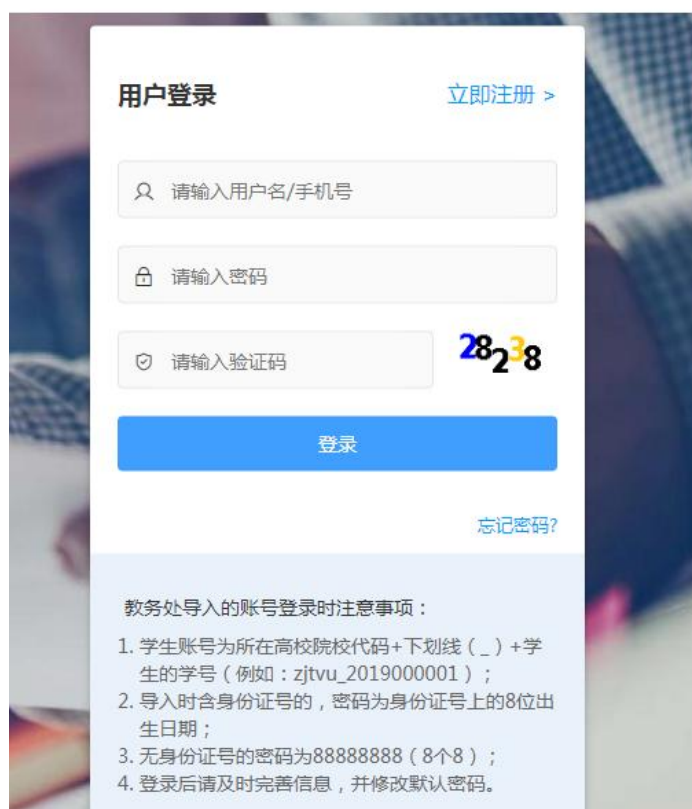 用户登录
立即注册 >
请输入用户名/手机号
请输入密码
请输入验证码
28238
登录
忘记密码?
教务处导入的账号登录时注意事项：
1. 学生账号为所在高校院校代码+下划线（_）+学
生的学号（例如：zjtvu_2019000001）；
2. 导入时含身份证号的，密码为身份证号上的8位出
生日期；
3. 无身份证号的密码为88888888（8个8）；
4. 登录后请及时完善信息，并修改默认密码。